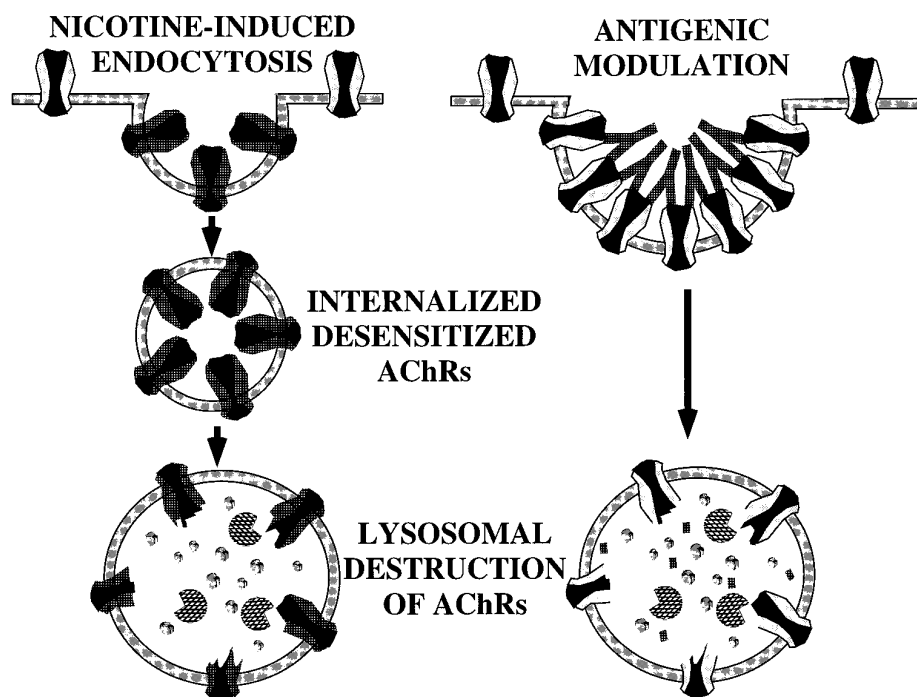 NICOTINE-INDUCED
ENDOCYTOSIS
ANTIGENIC
MODULATION
INTERNALIZED
DESENSITIZED
AChRs
LYSOSOMAL
DESTRUCTION
OF AChRs